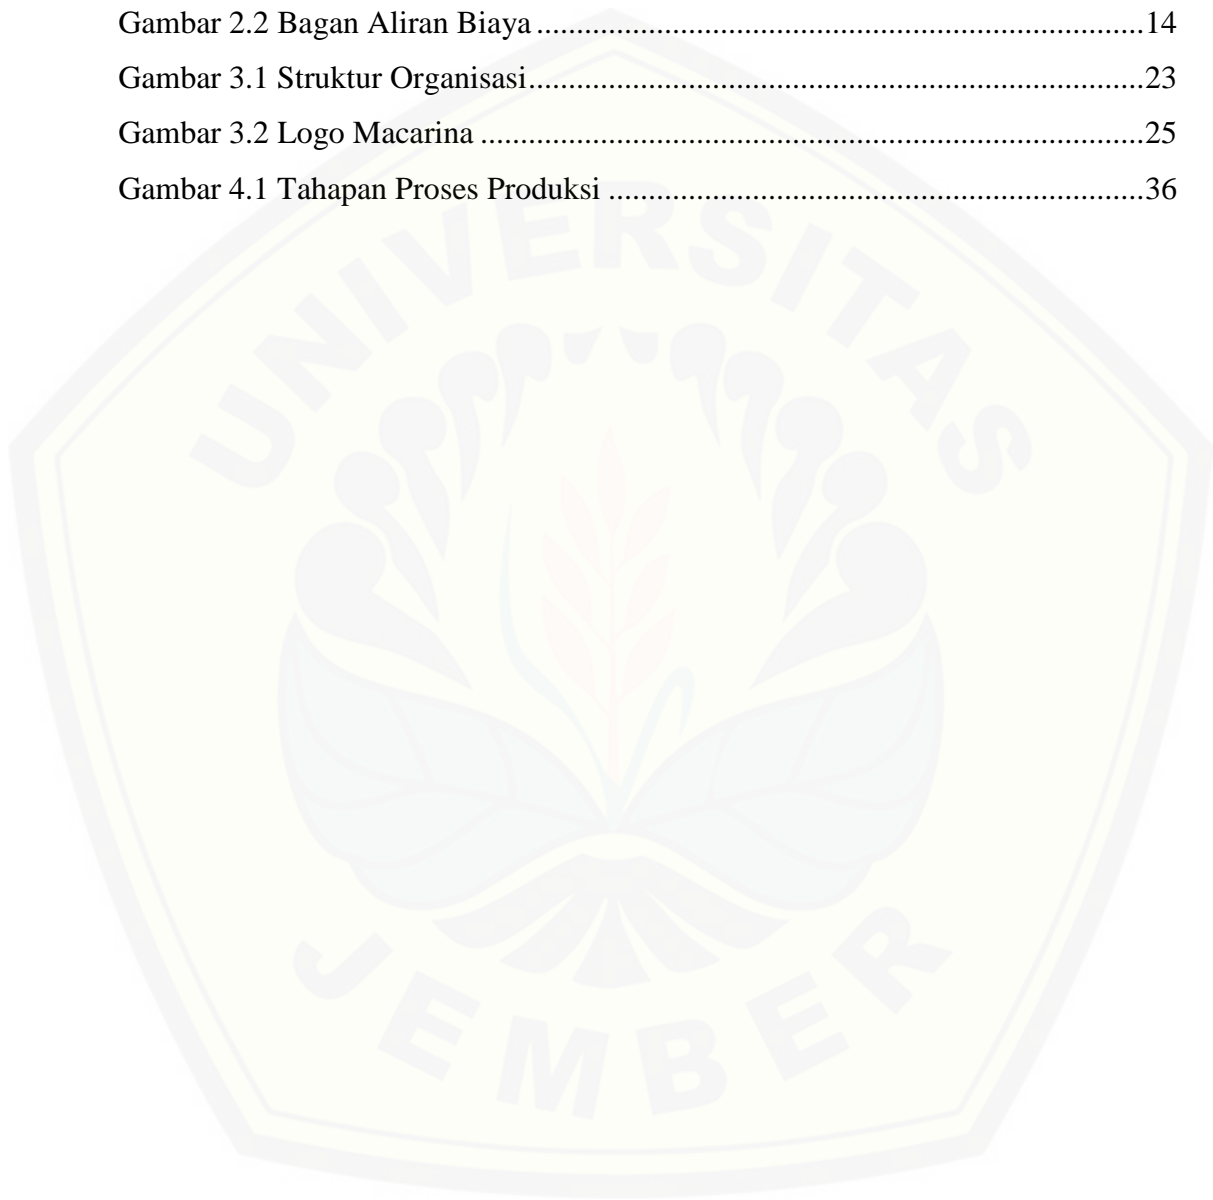 Gambar 2.2 Bagan Aliran Biaya ............................................................................14
Gambar 3.1 Struktur Organisasi.............................................................................23
Gambar 3.2 Logo Macarina ...................................................................................25
Gambar 4.1 Tahapan Proses Produksi ...................................................................36
UNIVERSITAS
JEMBER